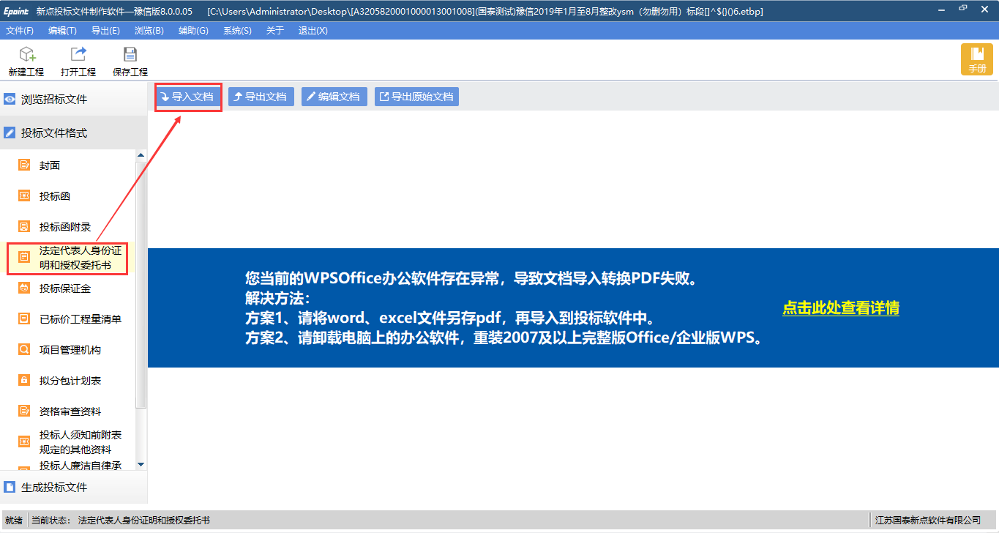 Epoint 新点投标文件制作软件—豫信版8.0.0.05 [C:\Users\Administrator\Desktop\[A3205820001000013001008](国泰测试)豫信2019年1月至8月整改ysm（勿删勿用）标段[]^${}()6.etbp]
文件(F) 编辑(T) 导出(E) 浏览(B) 辅助(G) 系统(S) 关于 退出(X)
新建工程 打开工程 保存工程 手册
浏览招标文件
导入文档 导出文档 编辑文档 导出原始文档
投标文件格式
封面
投标函
投标函附录
法定代表人身份证
明和授权委托书
投标保证金
已标价工程量清单
项目管理机构
拟分包计划表
资格审查资料
投标人须知前附表
规定的其他资料
投标人廉洁自律承
生成投标文件
您当前的WPSOffice办公软件存在异常，导致文档导入转换PDF失败。
解决方法：
方案1、请将word、excel文件另存pdf，再导入到投标软件中。
方案2、请卸载电脑上的办公软件，重装2007及以上完整版Office/企业版WPS。
点击此处查看详情
就绪 当前状态： 法定代表人身份证明和授权委托书 江苏国泰新点软件有限公司